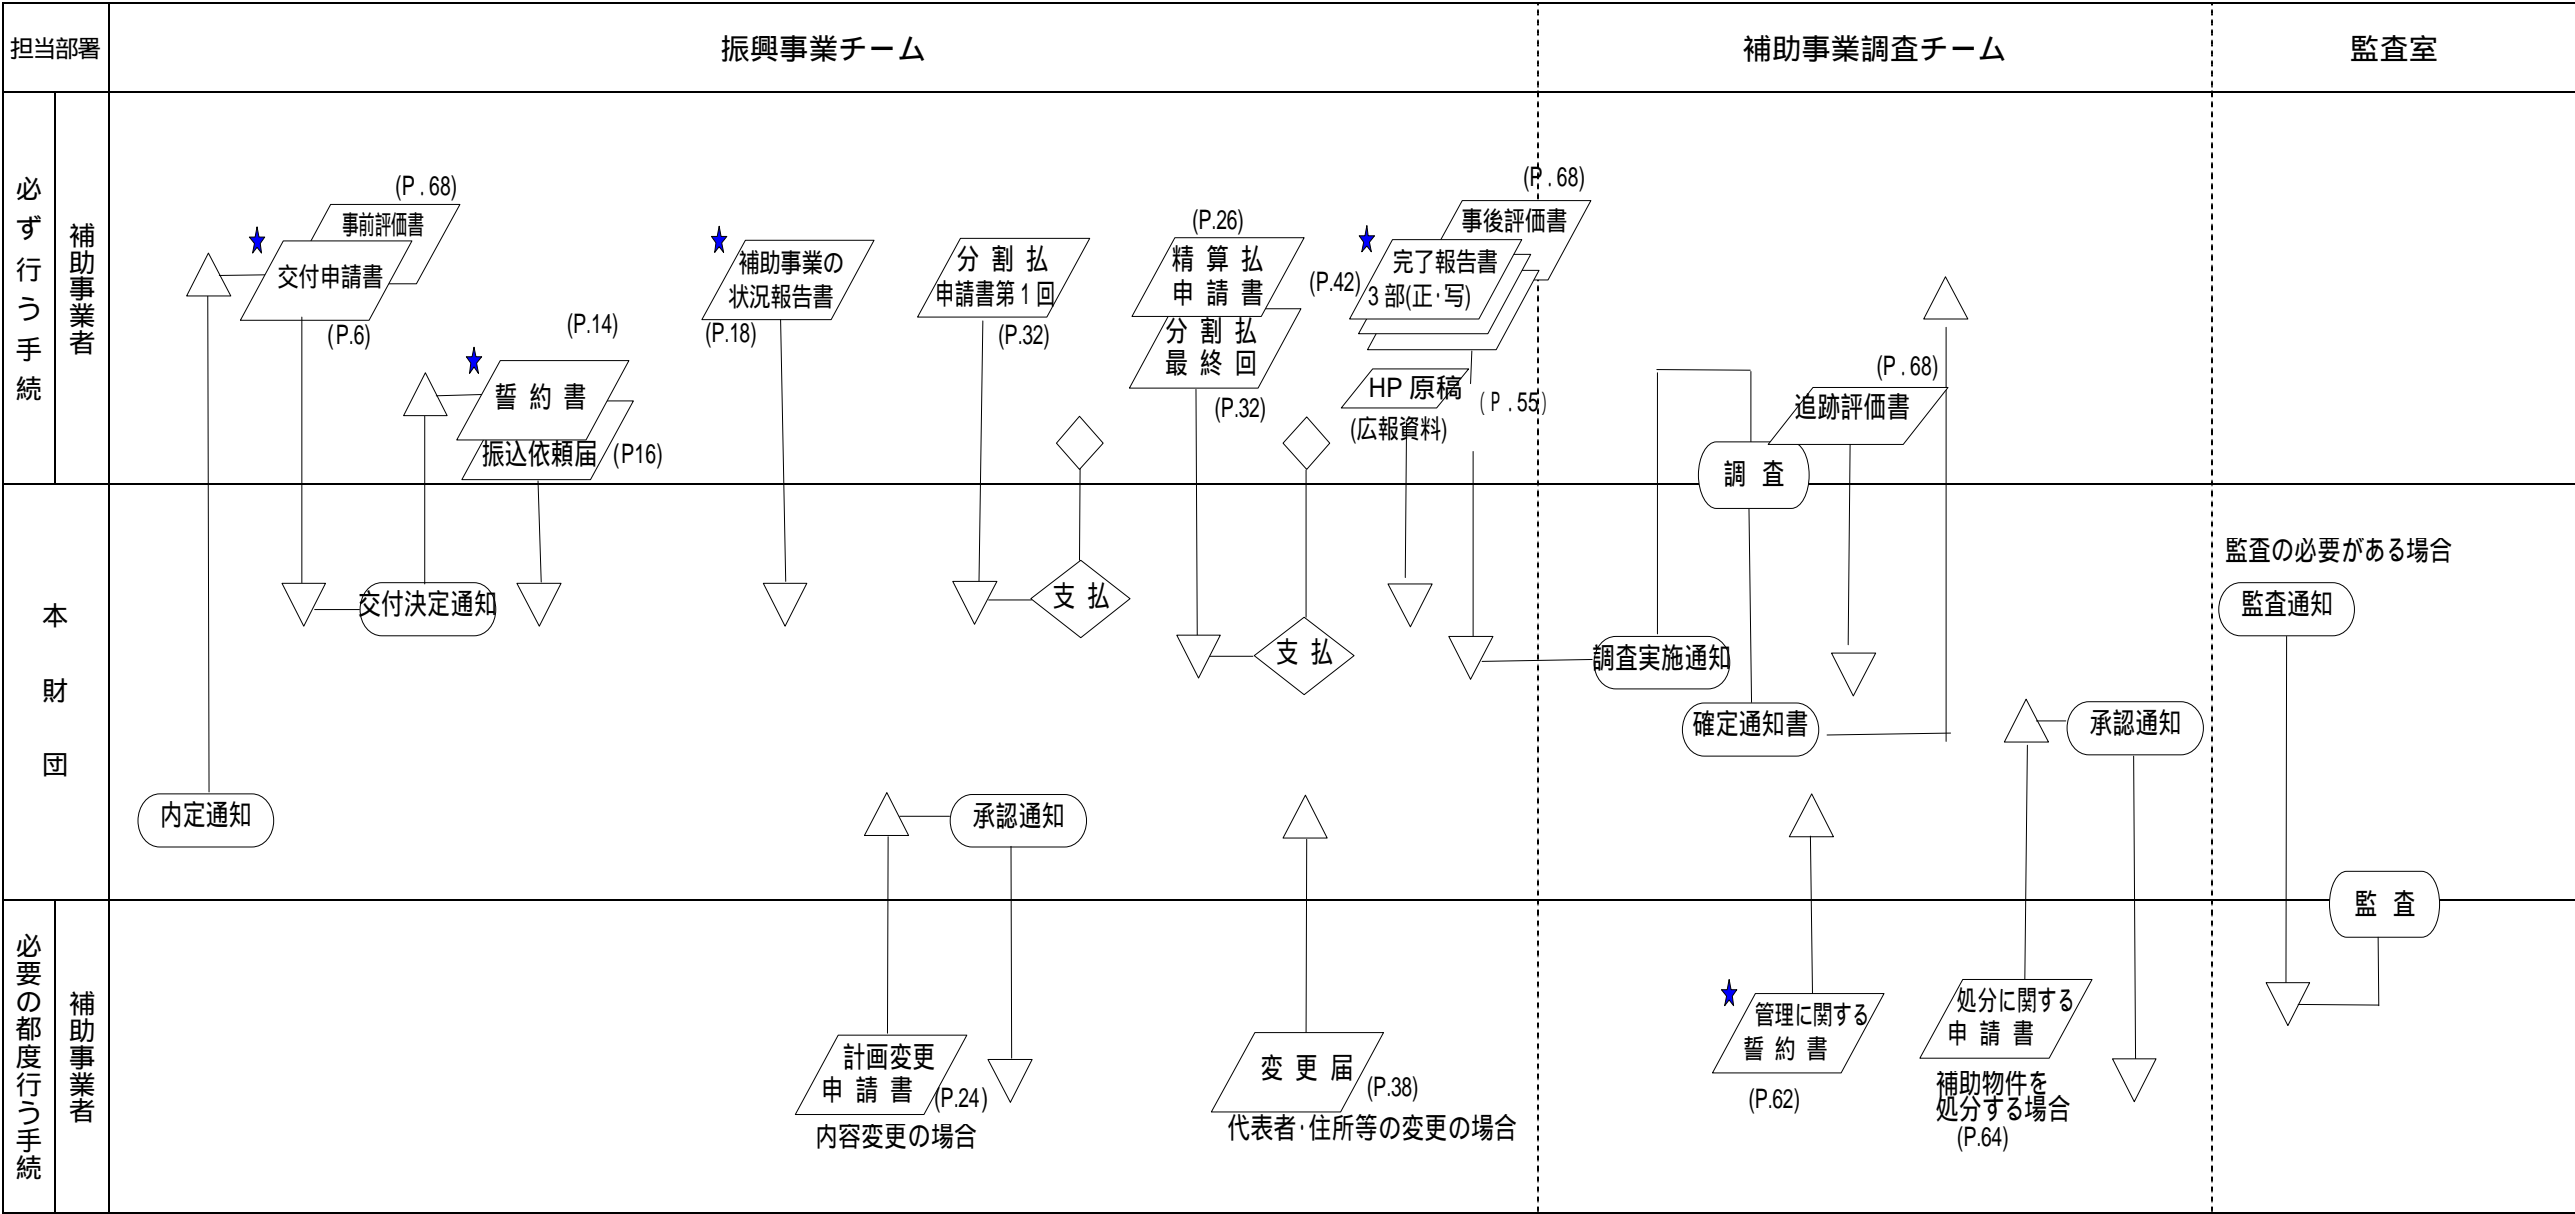 担当部署
振興事業チーム
補助事業調査チーム
監査室
必ず行う手続
補助事業者
(P.68)
事前評価書
交付申請書
(P.6)
(P.14)
誓約書
振込依頼届
(P16)
補助事業の
状況報告書
(P.18)
分割払
申請書第1回
(P.32)
(P.26)
精算払
申請書
分割払
最終回
(P.32)
(P.68)
事後評価書
完了報告書
3部(正・写)
(P.42)
HP原稿
(広報資料)
(P.55)
調査
(P.68)
追跡評価書
本財団
内定通知
交付決定通知
支払
支払
調査実施通知
確定通知書
承認通知
承認通知
監査の必要がある場合
監査通知
監査
必要の都度行う手続
補助事業者
計画変更
申請書
(P.24)
内容変更の場合
変更届
(P.38)
代表者・住所等の変更の場合
管理に関する
誓約書
(P.62)
処分に関する
申請書
補助物件を
処分する場合
(P.64)